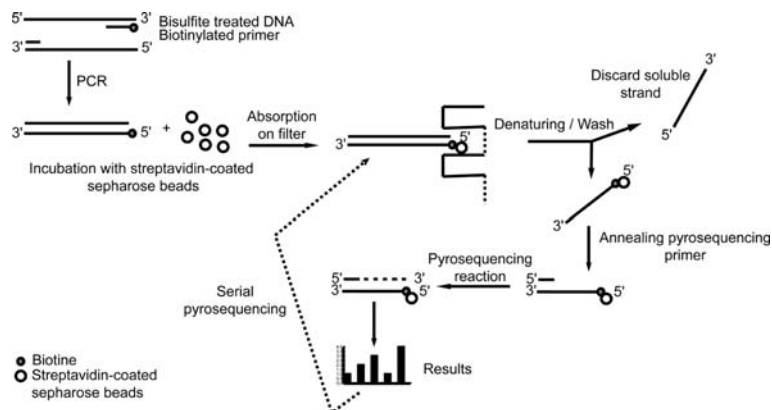 5'
3'
Bisulfite treated DNA
Biotinylated primer
3'
5'
PCR
3'
5'
+
Incubation with streptavidin-coated
sepharose beads
Absorption
on filter
3'
5'
Denaturing / Wash
Discard soluble
strand
3'
5'
5'
3'
Annealing pyrosequencing
primer
5'
3'
5'
Pyrosequencing
reaction
5'
3'
3'
5'
Serial
pyrosequencing
Results
Biotine
Streptavidin-coated
sepharose beads